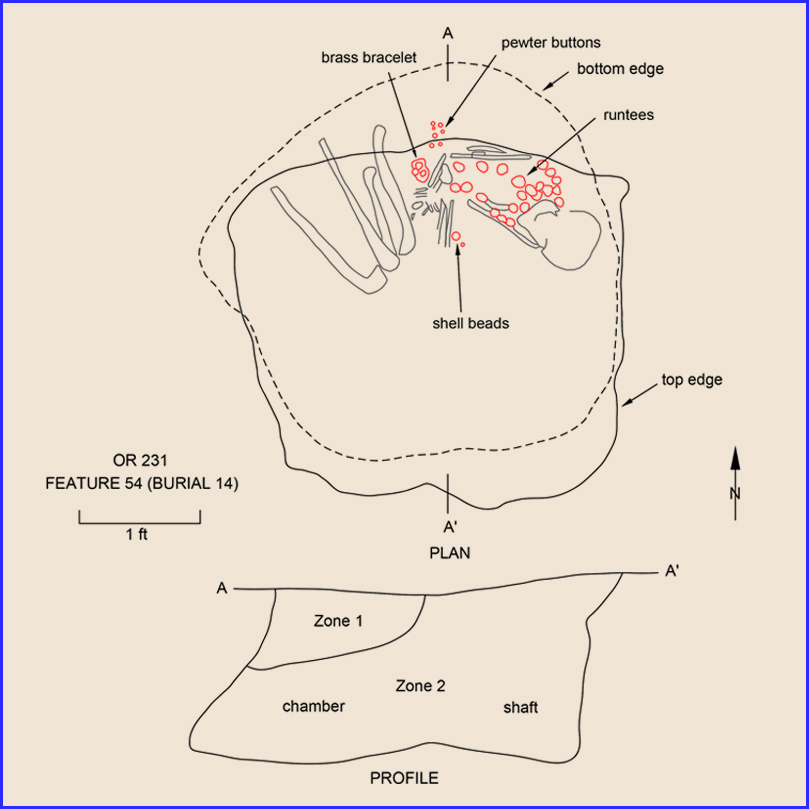 A
pewter buttons
brass bracelet
bottom edge
runtees
shell beads
top edge
OR 231
FEATURE 54 (BURIAL 14)
1 ft
N
A'
PLAN
A
A'
Zone 1
Zone 2
chamber
shaft
PROFILE